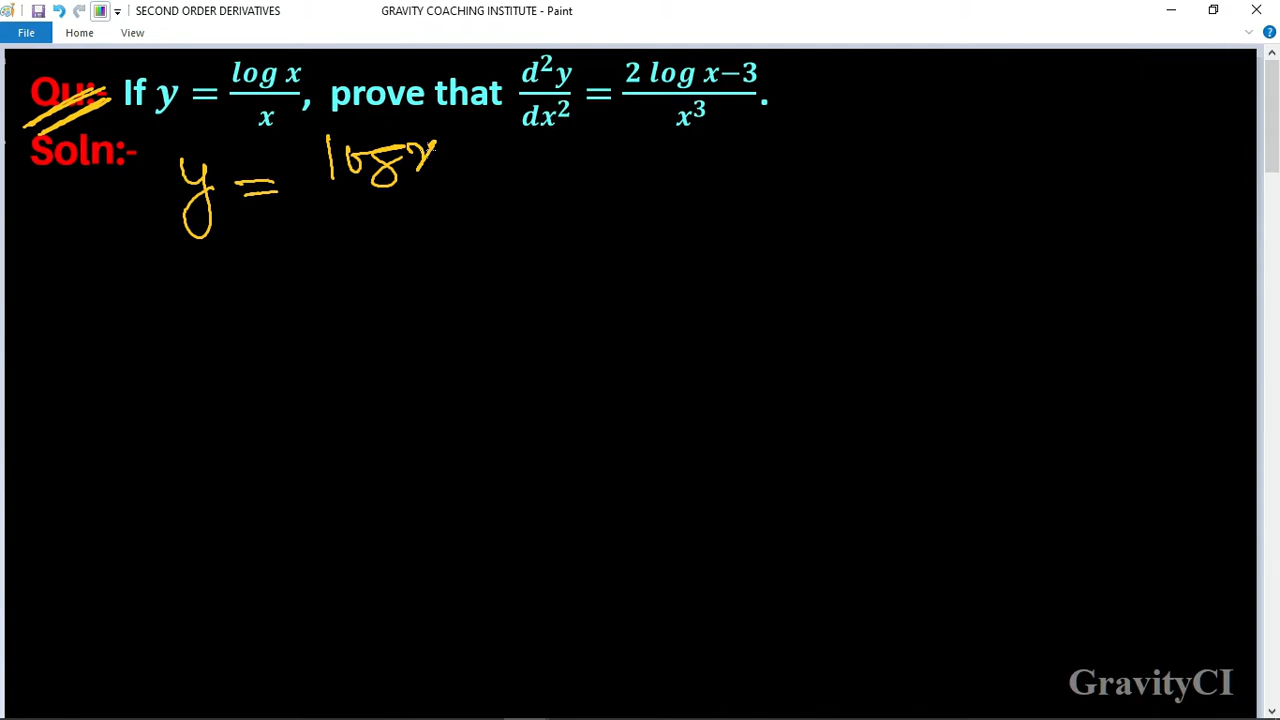 SECOND ORDER DERIVATIVES GRAVITY COACHING INSTITUTE - Paint
File Home View
Qu:- If y = log x / x, prove that d²y/dx² = 2 log x−3 / x³.
Soln:-
y = log x
GravityCI